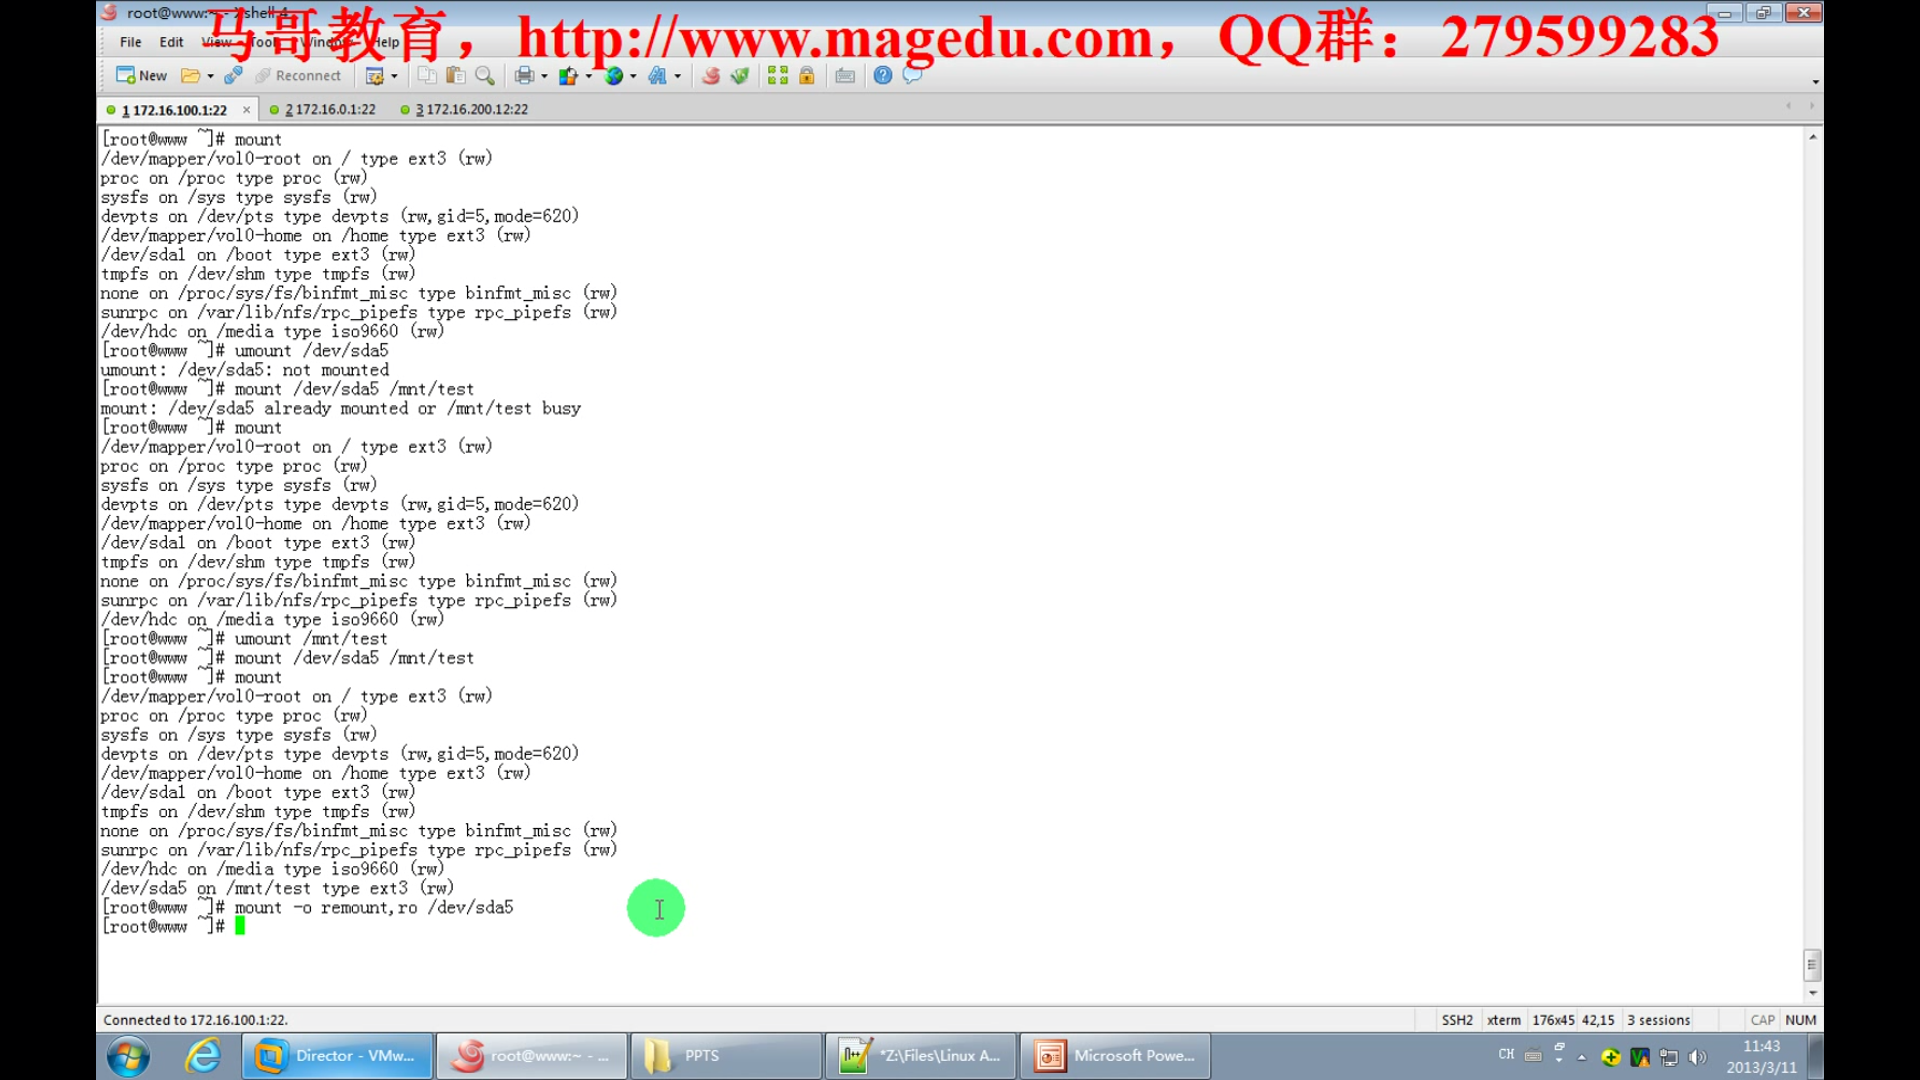 root@www:~ - Xshell 4
马哥教育，http://www.magedu.com，QQ群：279599283
File Edit View Tools Window Help
New Reconnect
1 172.16.100.1:22 × 2 172.16.0.1:22 3 172.16.200.12:22
[root@www ~]# mount
/dev/mapper/vol0-root on / type ext3 (rw)
proc on /proc type proc (rw)
sysfs on /sys type sysfs (rw)
devpts on /dev/pts type devpts (rw,gid=5,mode=620)
/dev/mapper/vol0-home on /home type ext3 (rw)
/dev/sda1 on /boot type ext3 (rw)
tmpfs on /dev/shm type tmpfs (rw)
none on /proc/sys/fs/binfmt_misc type binfmt_misc (rw)
sunrpc on /var/lib/nfs/rpc_pipefs type rpc_pipefs (rw)
/dev/hdc on /media type iso9660 (rw)
[root@www ~]# umount /dev/sda5
umount: /dev/sda5: not mounted
[root@www ~]# mount /dev/sda5 /mnt/test
mount: /dev/sda5 already mounted or /mnt/test busy
[root@www ~]# mount
/dev/mapper/vol0-root on / type ext3 (rw)
proc on /proc type proc (rw)
sysfs on /sys type sysfs (rw)
devpts on /dev/pts type devpts (rw,gid=5,mode=620)
/dev/mapper/vol0-home on /home type ext3 (rw)
/dev/sda1 on /boot type ext3 (rw)
tmpfs on /dev/shm type tmpfs (rw)
none on /proc/sys/fs/binfmt_misc type binfmt_misc (rw)
sunrpc on /var/lib/nfs/rpc_pipefs type rpc_pipefs (rw)
/dev/hdc on /media type iso9660 (rw)
[root@www ~]# umount /mnt/test
[root@www ~]# mount /dev/sda5 /mnt/test
[root@www ~]# mount
/dev/mapper/vol0-root on / type ext3 (rw)
proc on /proc type proc (rw)
sysfs on /sys type sysfs (rw)
devpts on /dev/pts type devpts (rw,gid=5,mode=620)
/dev/mapper/vol0-home on /home type ext3 (rw)
/dev/sda1 on /boot type ext3 (rw)
tmpfs on /dev/shm type tmpfs (rw)
none on /proc/sys/fs/binfmt_misc type binfmt_misc (rw)
sunrpc on /var/lib/nfs/rpc_pipefs type rpc_pipefs (rw)
/dev/hdc on /media type iso9660 (rw)
/dev/sda5 on /mnt/test type ext3 (rw)
[root@www ~]# mount -o remount,ro /dev/sda5
[root@www ~]#
Connected to 172.16.100.1:22. SSH2 xterm 176x45 42,15 3 sessions CAP NUM
Director - VMw... root@www:~ - ... PPTS *Z:\Files\Linux A... Microsoft Powe... CH 11:43
2013/3/11